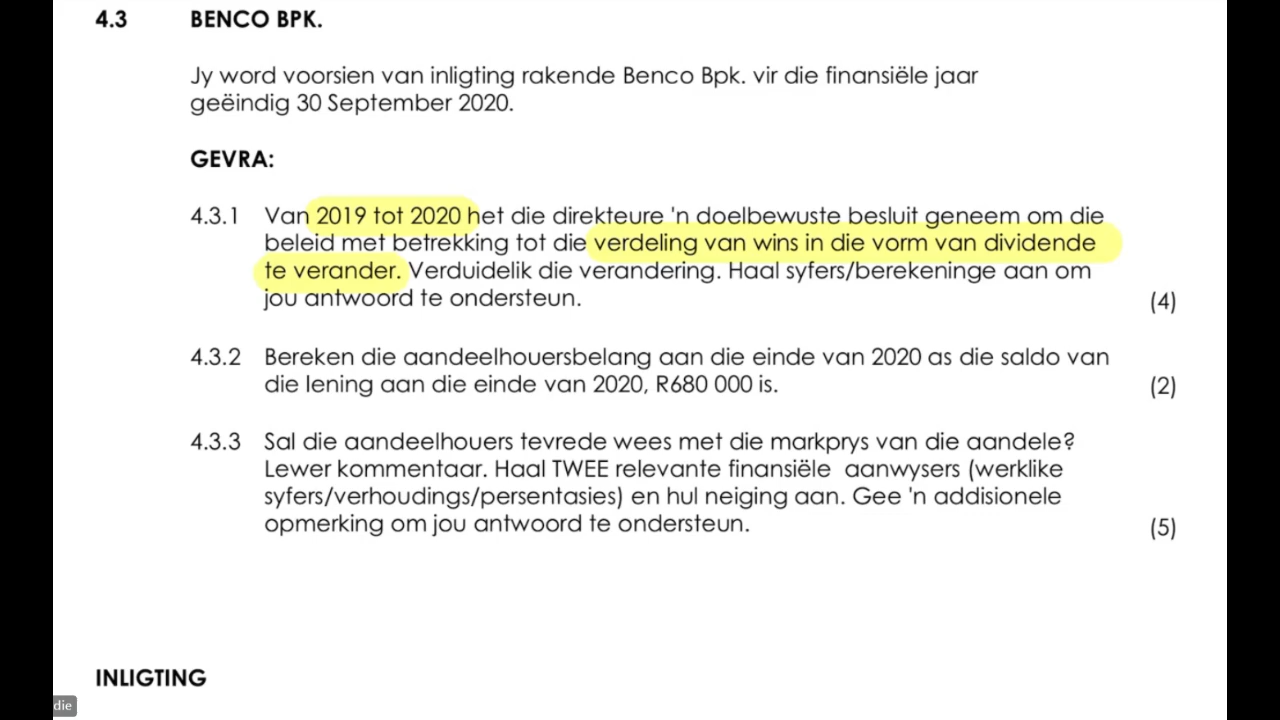 4.3 BENCO BPK.
Jy word voorsien van inligting rakende Benco Bpk. vir die finansiële jaar
geëindig 30 September 2020.
GEVRA:
4.3.1 Van 2019 tot 2020 het die direkteure 'n doelbewuste besluit geneem om die
beleid met betrekking tot die verdeling van wins in die vorm van dividende
te verander. Verduidelik die verandering. Haal syfers/berekeninge aan om
jou antwoord te ondersteun. (4)
4.3.2 Bereken die aandeelhouersbelang aan die einde van 2020 as die saldo van
die lening aan die einde van 2020, R680 000 is. (2)
4.3.3 Sal die aandeelhouers tevrede wees met die markprys van die aandele?
Lewer kommentaar. Haal TWEE relevante finansiële aanwysers (werklike
syfers/verhoudings/persentasies) en hul neiging aan. Gee 'n addisionele
opmerking om jou antwoord te ondersteun. (5)
INLIGTING
die